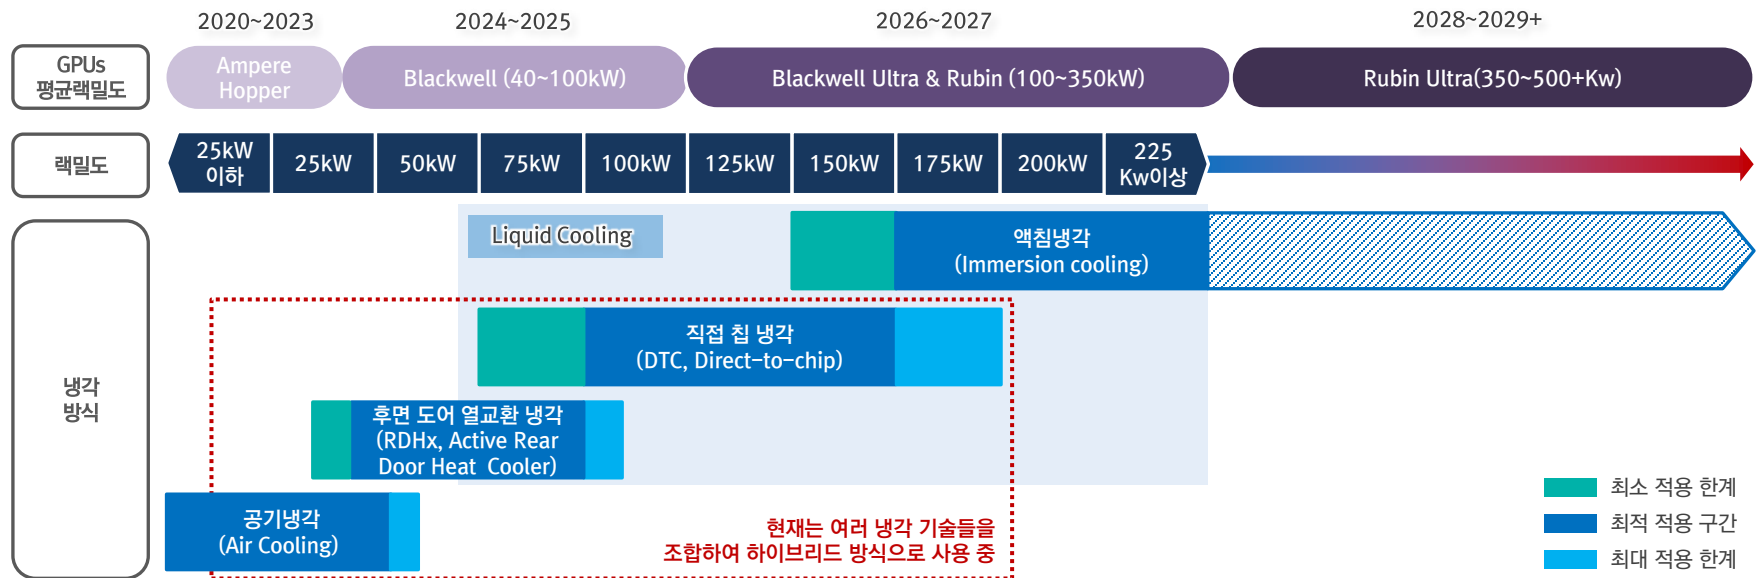 2020~2023
2024~2025
2026~2027
2028~2029+
GPUs
평균랙밀도
Ampere
Hopper
Blackwell (40~100kW)
Blackwell Ultra & Rubin (100~350kW)
Rubin Ultra(350~500+Kw)
랙밀도
25kW
이하
25kW
50kW
75kW
100kW
125kW
150kW
175kW
200kW
225
Kw이상
냉각
방식
Liquid Cooling
액침냉각
(Immersion cooling)
직접 칩 냉각
(DTC, Direct-to-chip)
후면 도어 열교환 냉각
(RDHx, Active Rear
Door Heat Cooler)
공기냉각
(Air Cooling)
현재는 여러 냉각 기술들을
조합하여 하이브리드 방식으로 사용 중
최소 적용 한계
최적 적용 구간
최대 적용 한계